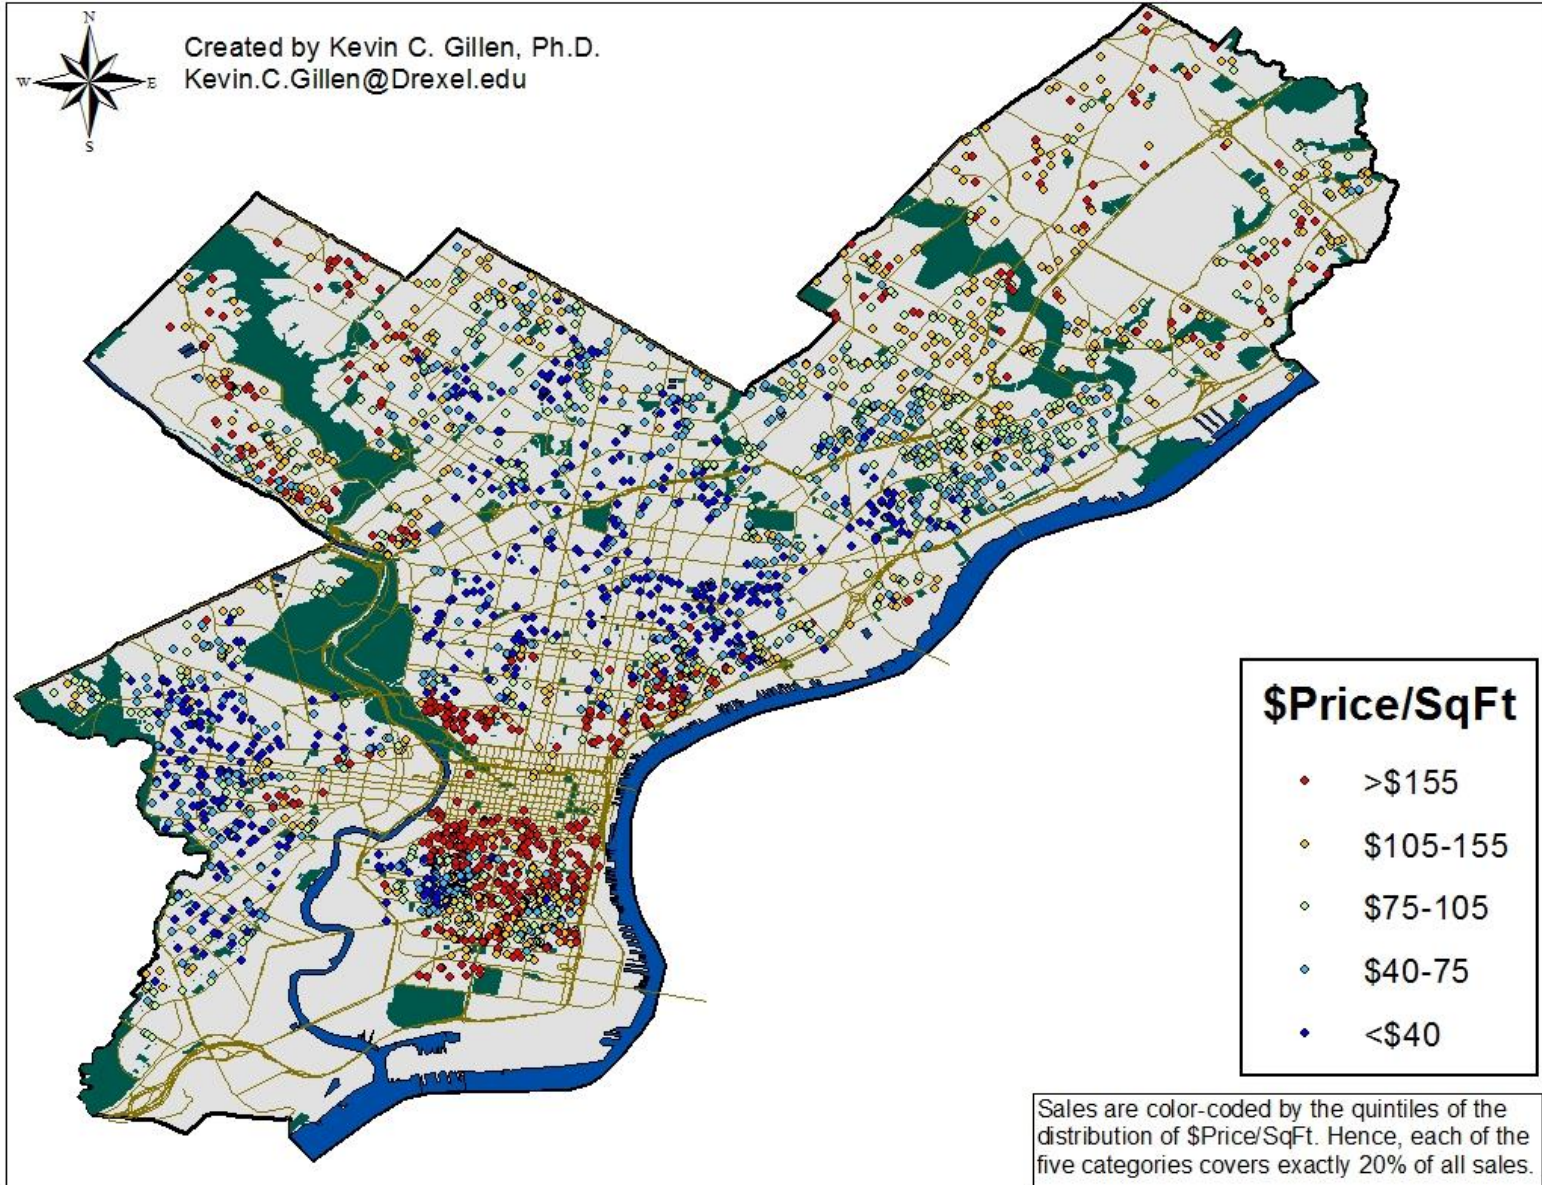 N
W
E
S
Created by Kevin C. Gillen, Ph.D.
Kevin.C.Gillen@Drexel.edu
$Price/SqFt
>$155
$105-155
$75-105
$40-75
<$40
Sales are color-coded by the quintiles of the
distribution of $Price/SqFt. Hence, each of the
five categories covers exactly 20% of all sales.